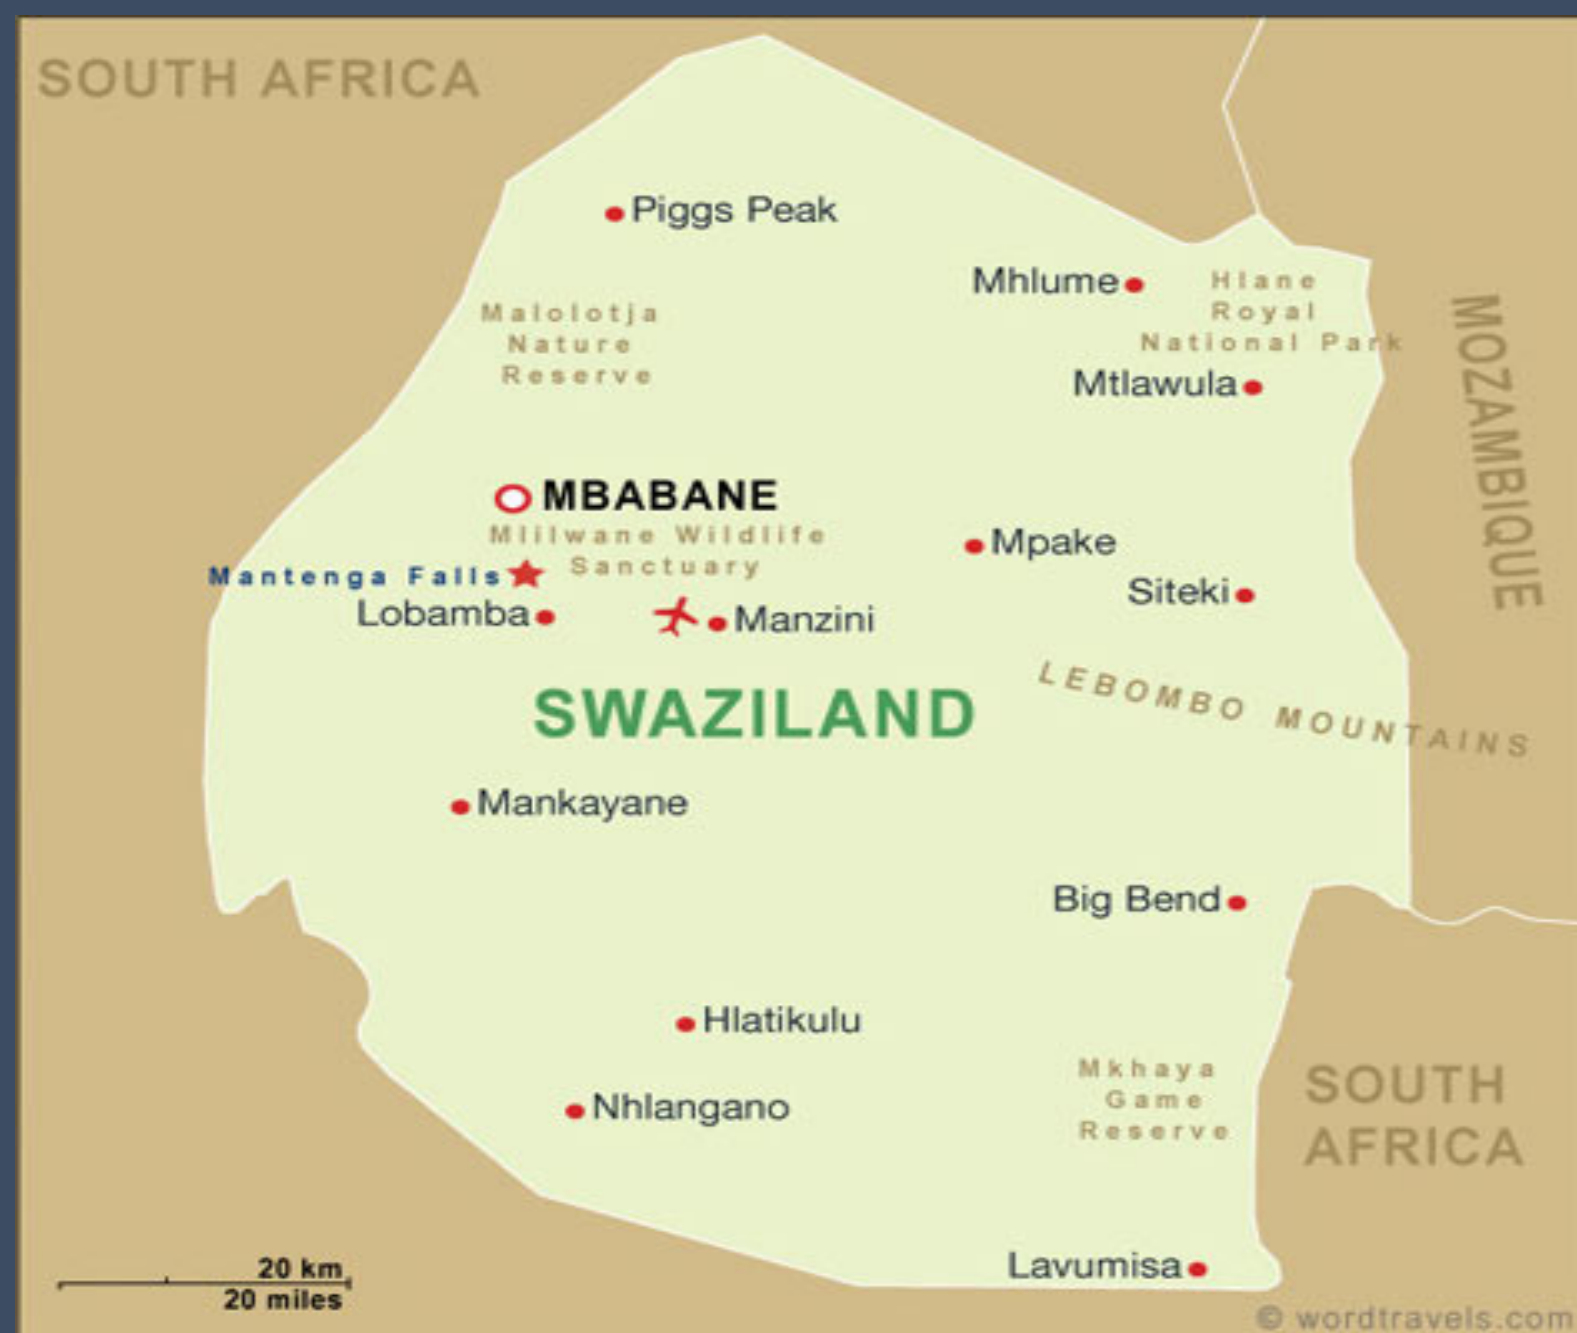 SOUTH AFRICA
Piggs Peak
Mhlume
Hlane
Royal
National Park
Malolotja
Nature
Reserve
MOZAMBIQUE
Mtlawula
MBABANE
Mlilwane Wildlife
Sanctuary
Mpake
Mantenga Falls
Siteki
Lobamba
Manzini
LEBOMBO MOUNTAINS
SWAZILAND
Mankayane
Big Bend
Hlatikulu
Mkhaya
Game
Reserve
SOUTH
AFRICA
Nhlangano
Lavumisa
20 km
20 miles
© wordtravels.com